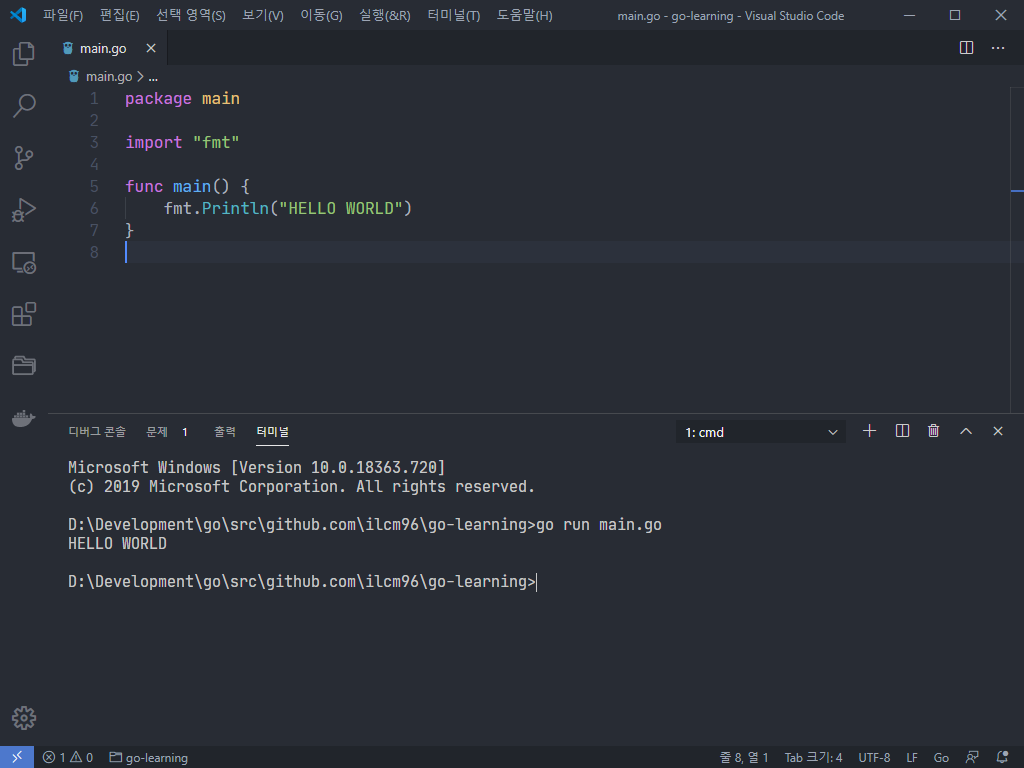 파일(F) 편집(E) 선택 영역(S) 보기(V) 이동(G) 실행(&R) 터미널(T) 도움말(H) main.go - go-learning - Visual Studio Code
main.go
main.go > ...
1 package main
2
3 import "fmt"
4
5 func main() {
6 fmt.Println("HELLO WORLD")
7 }
8
디버그 콘솔 문제 1 출력 터미널 1: cmd
Microsoft Windows [Version 10.0.18363.720]
(c) 2019 Microsoft Corporation. All rights reserved.
D:\Development\go\src\github.com\ilcm96\go-learning>go run main.go
HELLO WORLD
D:\Development\go\src\github.com\ilcm96\go-learning>
1 0 go-learning 줄 8, 열 1 Tab 크기: 4 UTF-8 LF Go